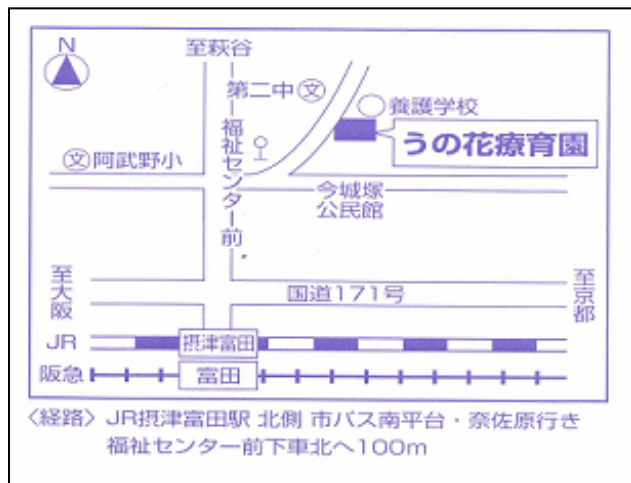 N
至萩谷
第二中
文
養護学校
うの花療育園
文
阿武野小
福祉センター前
今城塚
公民館
至大阪
国道171号
至京都
JR
摂津富田
阪急
富田
〈経路〉JR摂津富田駅 北側 市バス南平台・奈佐原行き
福祉センター前下車北へ100m